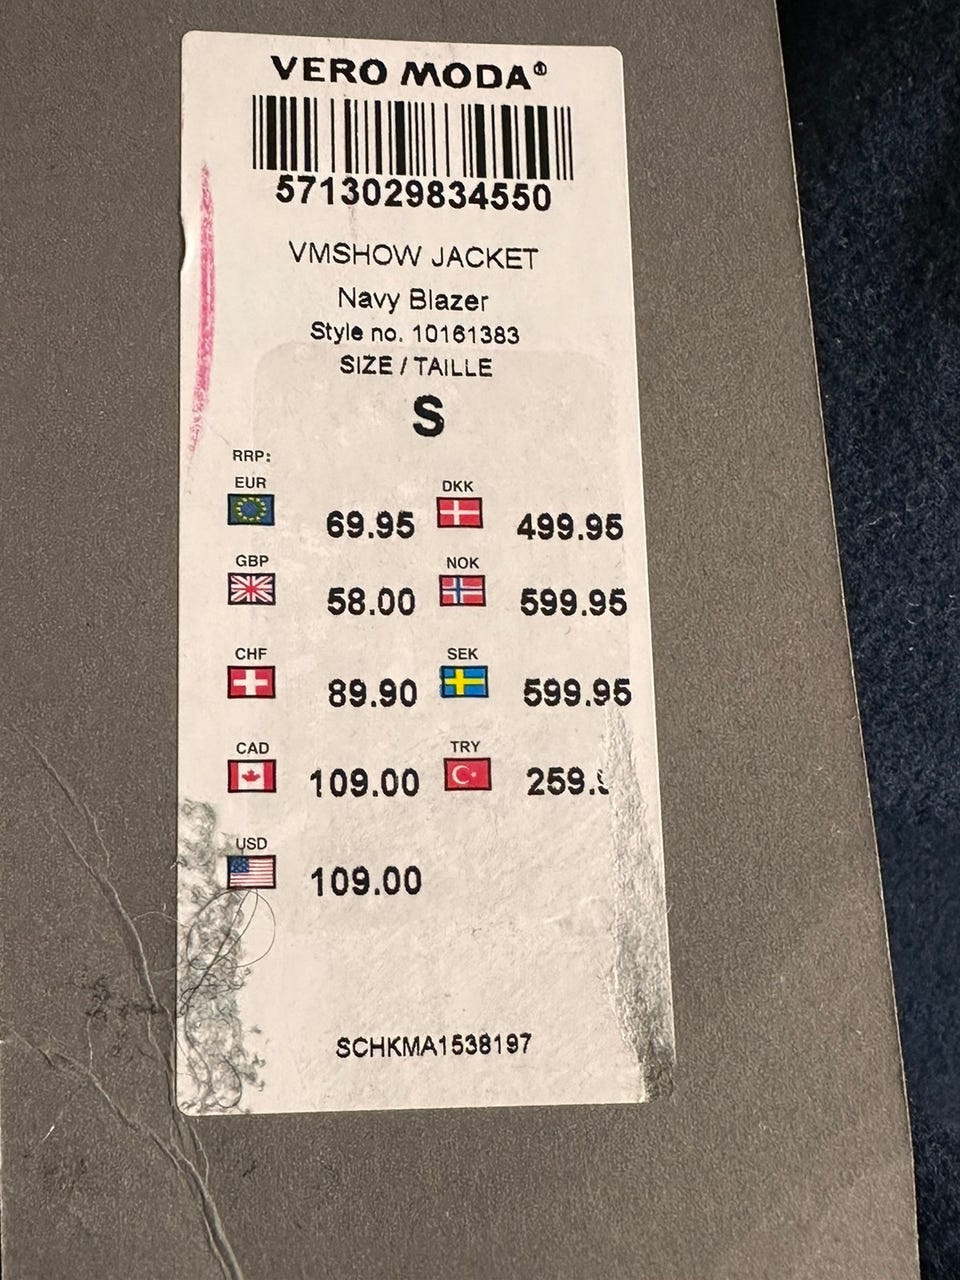 VERO MODA®
5713029834550
VMSHOW JACKET
Navy Blazer
Style no. 10161383
SIZE / TAILLE
S
RRP:
EUR DKK
69.95 499.95
GBP NOK
58.00 599.95
CHF SEK
89.90 599.95
CAD TRY
109.00 259.
USD
109.00
SCHKMA1538197